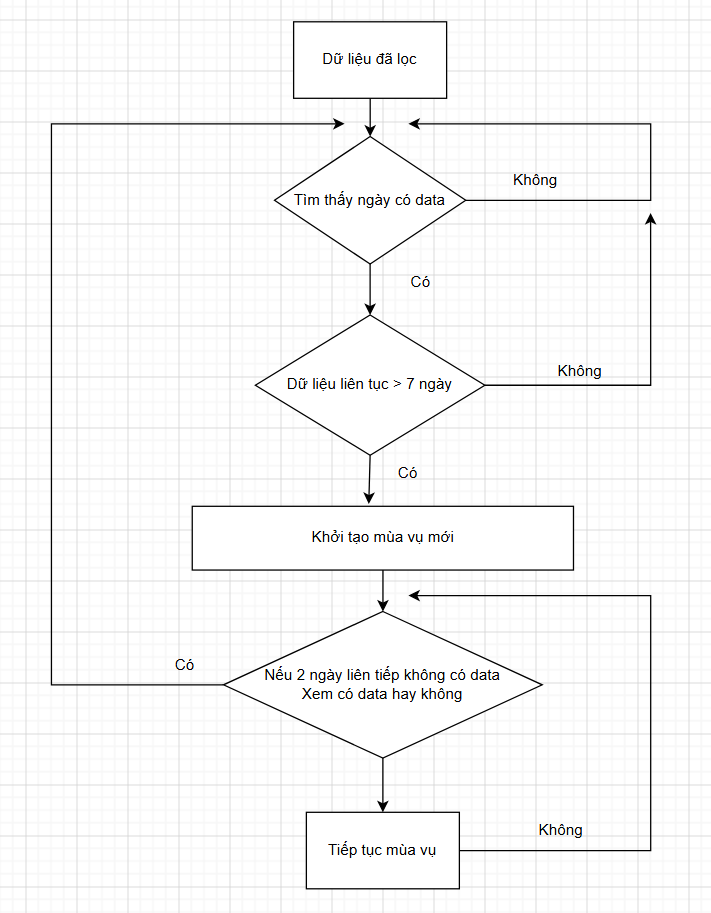 Dữ liệu đã lọc
Không
Tìm thấy ngày có data
Có
Không
Dữ liệu liên tục > 7 ngày
Có
Khởi tạo mùa vụ mới
Có
Nếu 2 ngày liên tiếp không có data
Xem có data hay không
Không
Tiếp tục mùa vụ